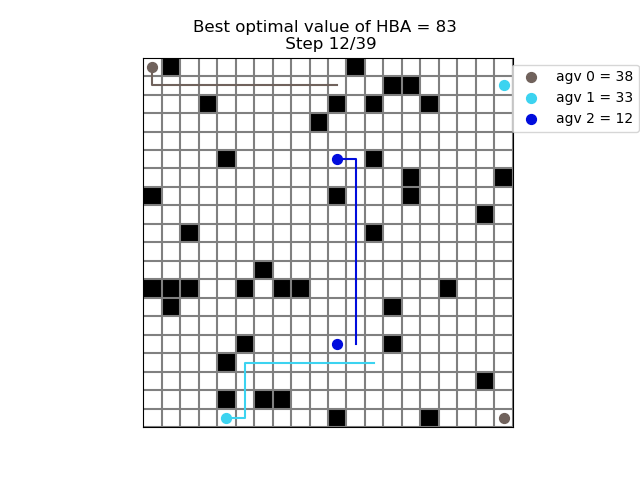 Best optimal value of HBA = 83
Step 12/39
agv 0 = 38
agv 1 = 33
agv 2 = 12